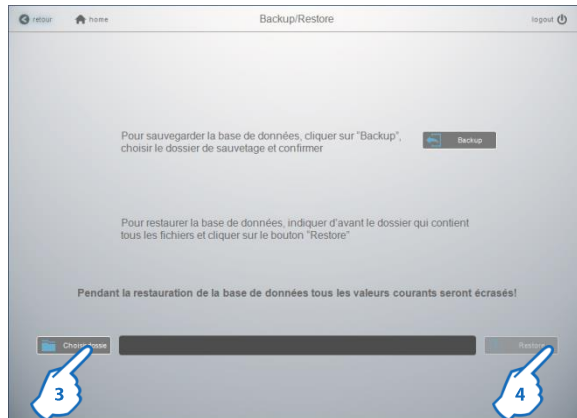 retour
home
Backup/Restore
logout
Pour sauvegarder la base de données, cliquer sur "Backup",
choisir le dossier de sauvetage et confirmer
Backup
Pour restaurer la base de données, indiquer d'avant le dossier qui contient
tous les fichiers et cliquer sur le bouton "Restore"
Pendant la restauration de la base de données tous les valeurs courants seront écrasés!
Choisir dosse
Restore
3
4